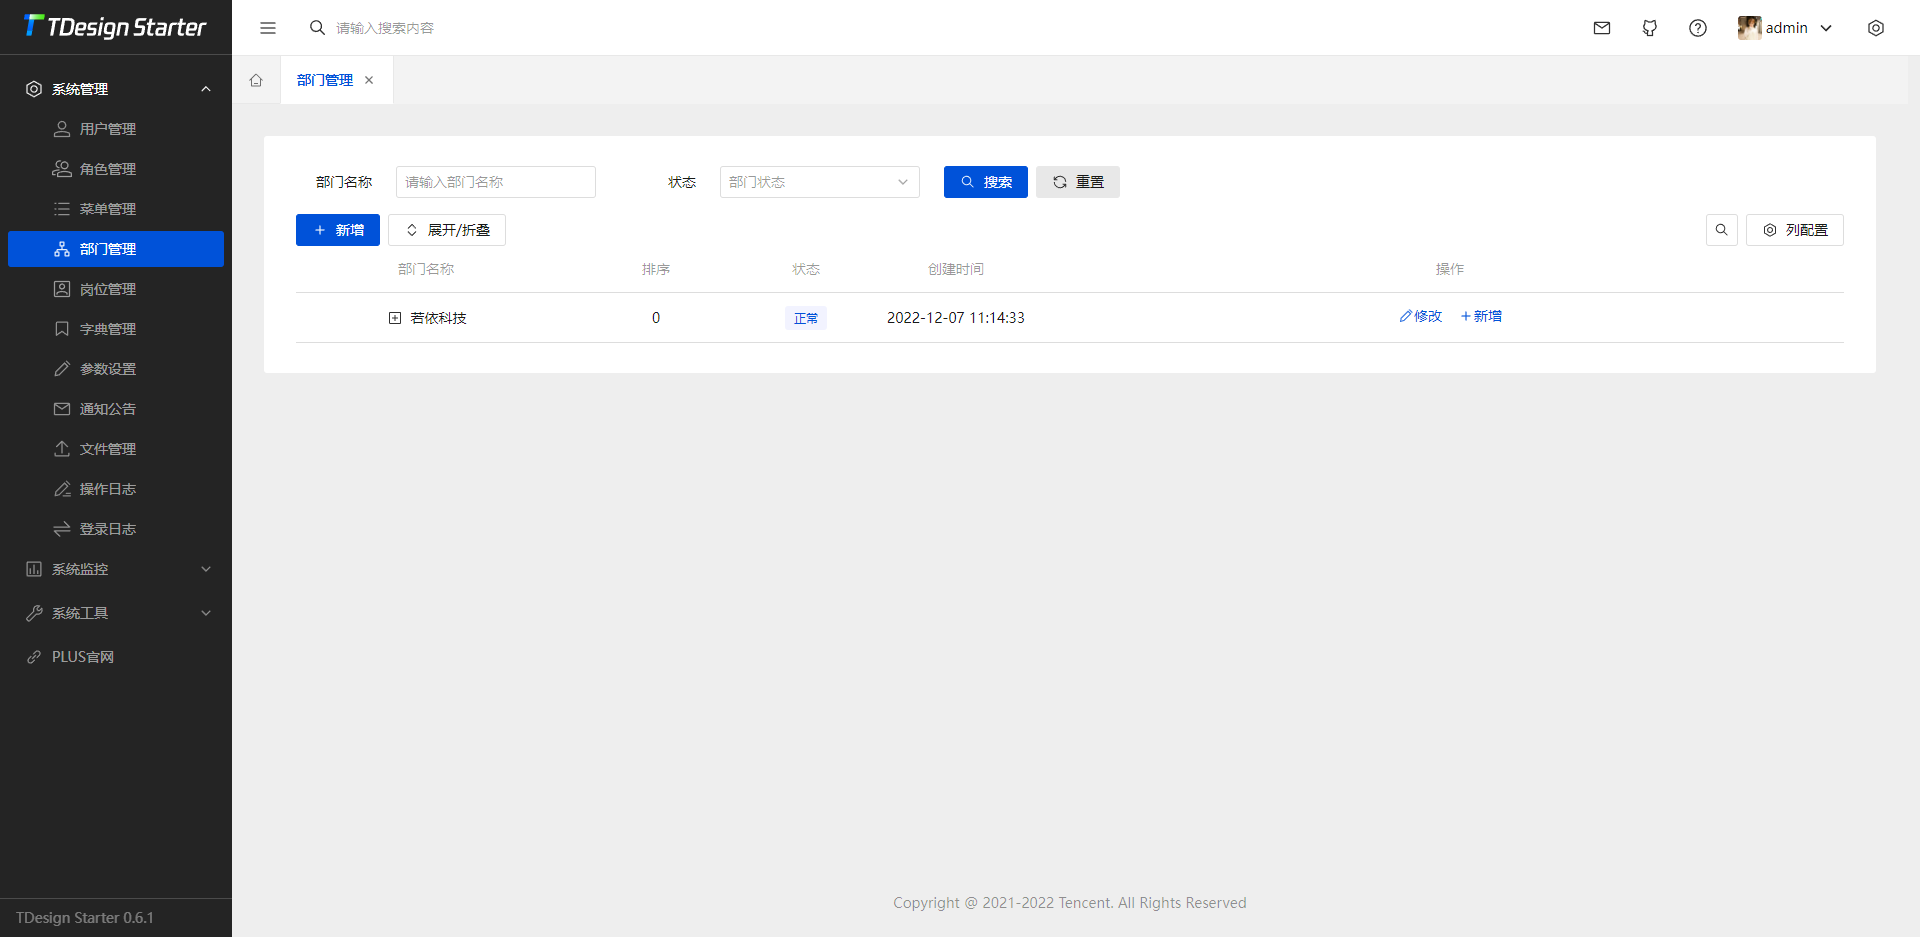 TDesign Starter
请输入搜索内容
admin
系统管理
用户管理
角色管理
菜单管理
部门管理
岗位管理
字典管理
参数设置
通知公告
文件管理
操作日志
登录日志
系统监控
系统工具
PLUS官网
TDesign Starter 0.6.1
部门管理
部门名称 请输入部门名称 状态 部门状态 搜索 重置
新增 展开/折叠 列配置
部门名称 排序 状态 创建时间 操作
若依科技 0 正常 2022-12-07 11:14:33 修改 新增
Copyright @ 2021-2022 Tencent. All Rights Reserved